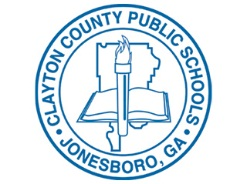 CLAYTON COUNTY PUBLIC SCHOOLS
• JONESBORO, GA •